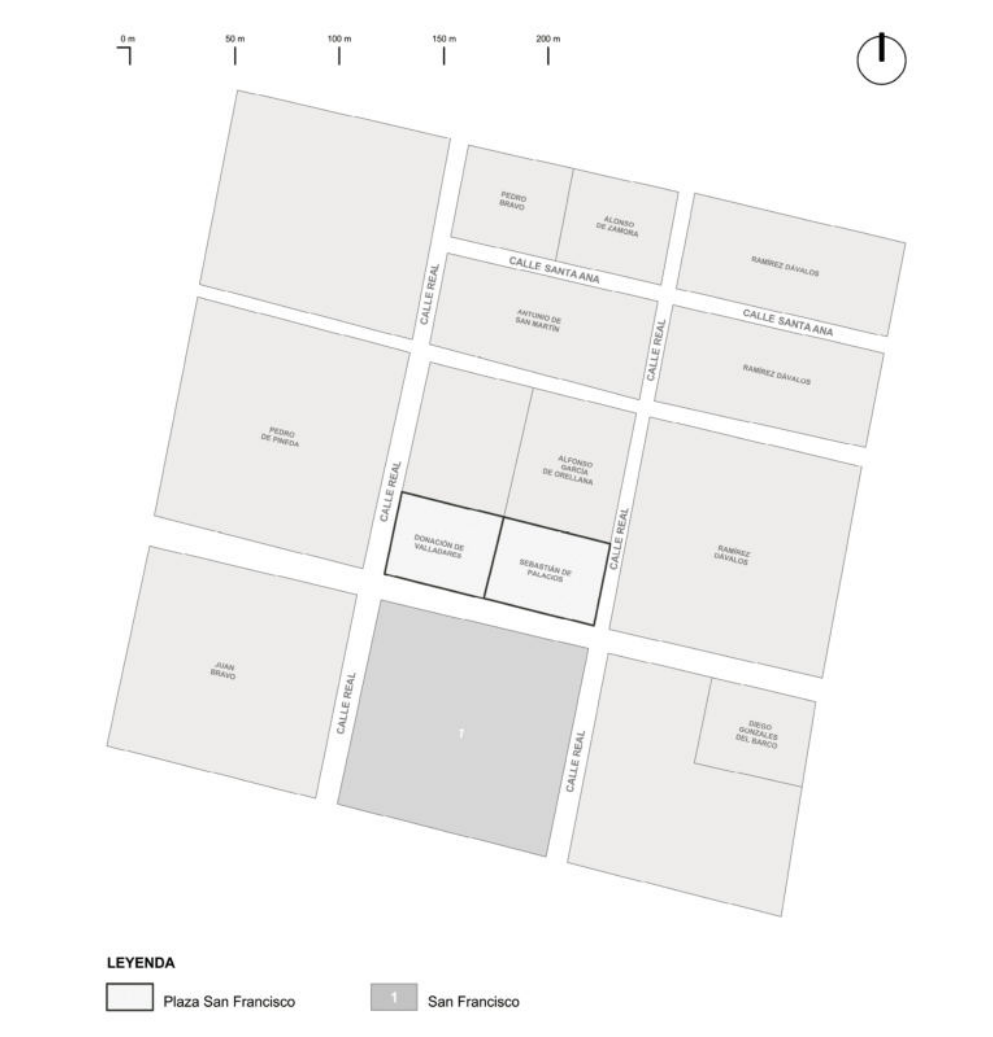 0 m 50 m 100 m 150 m 200 m
PEDRO
BRAVO
ALONSO
DE ZAMORA
RAMÍREZ DÁVALOS
CALLE SANTA ANA
CALLE REAL
ANTUNIO DE
SAN MARTÍN
CALLE SANTA ANA
CALLE REAL
RAMÍREZ DÁVALOS
PEDRO
DE PINEDA
CALLE REAL
ALFONSO
GARCÍA
DE ORELLANA
CALLE REAL
DONACIÓN DE
VALLADARES
SEBASTIÁN DE
PALACIOS
RAMÍREZ
DÁVALOS
JUAN
BRAVO
CALLE REAL
1
CALLE REAL
DIEGO
GONZALES
DEL BARCO
LEYENDA
Plaza San Francisco
1 San Francisco